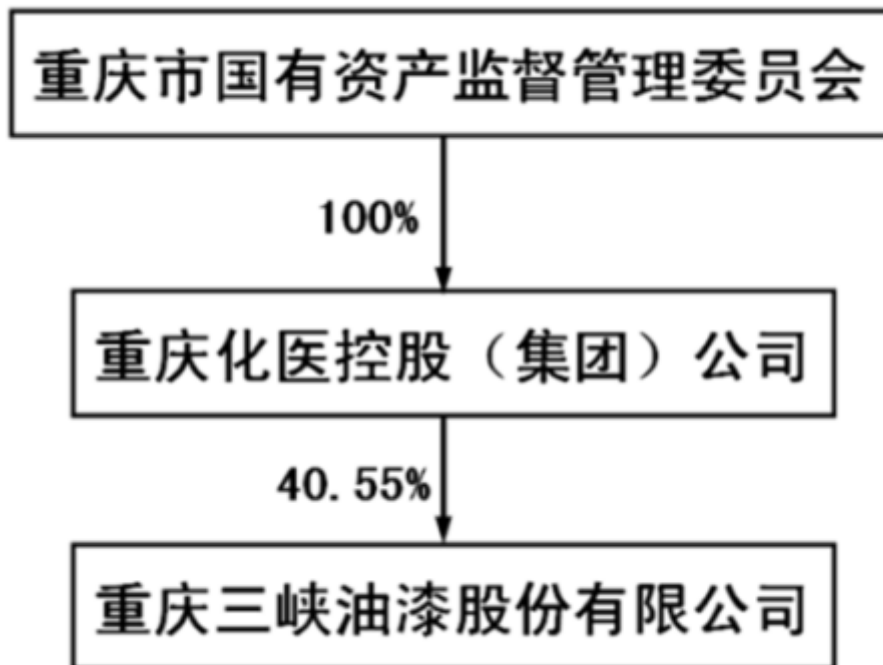 重庆市国有资产监督管理委员会
100%
重庆化医控股（集团）公司
40.55%
重庆三峡油漆股份有限公司